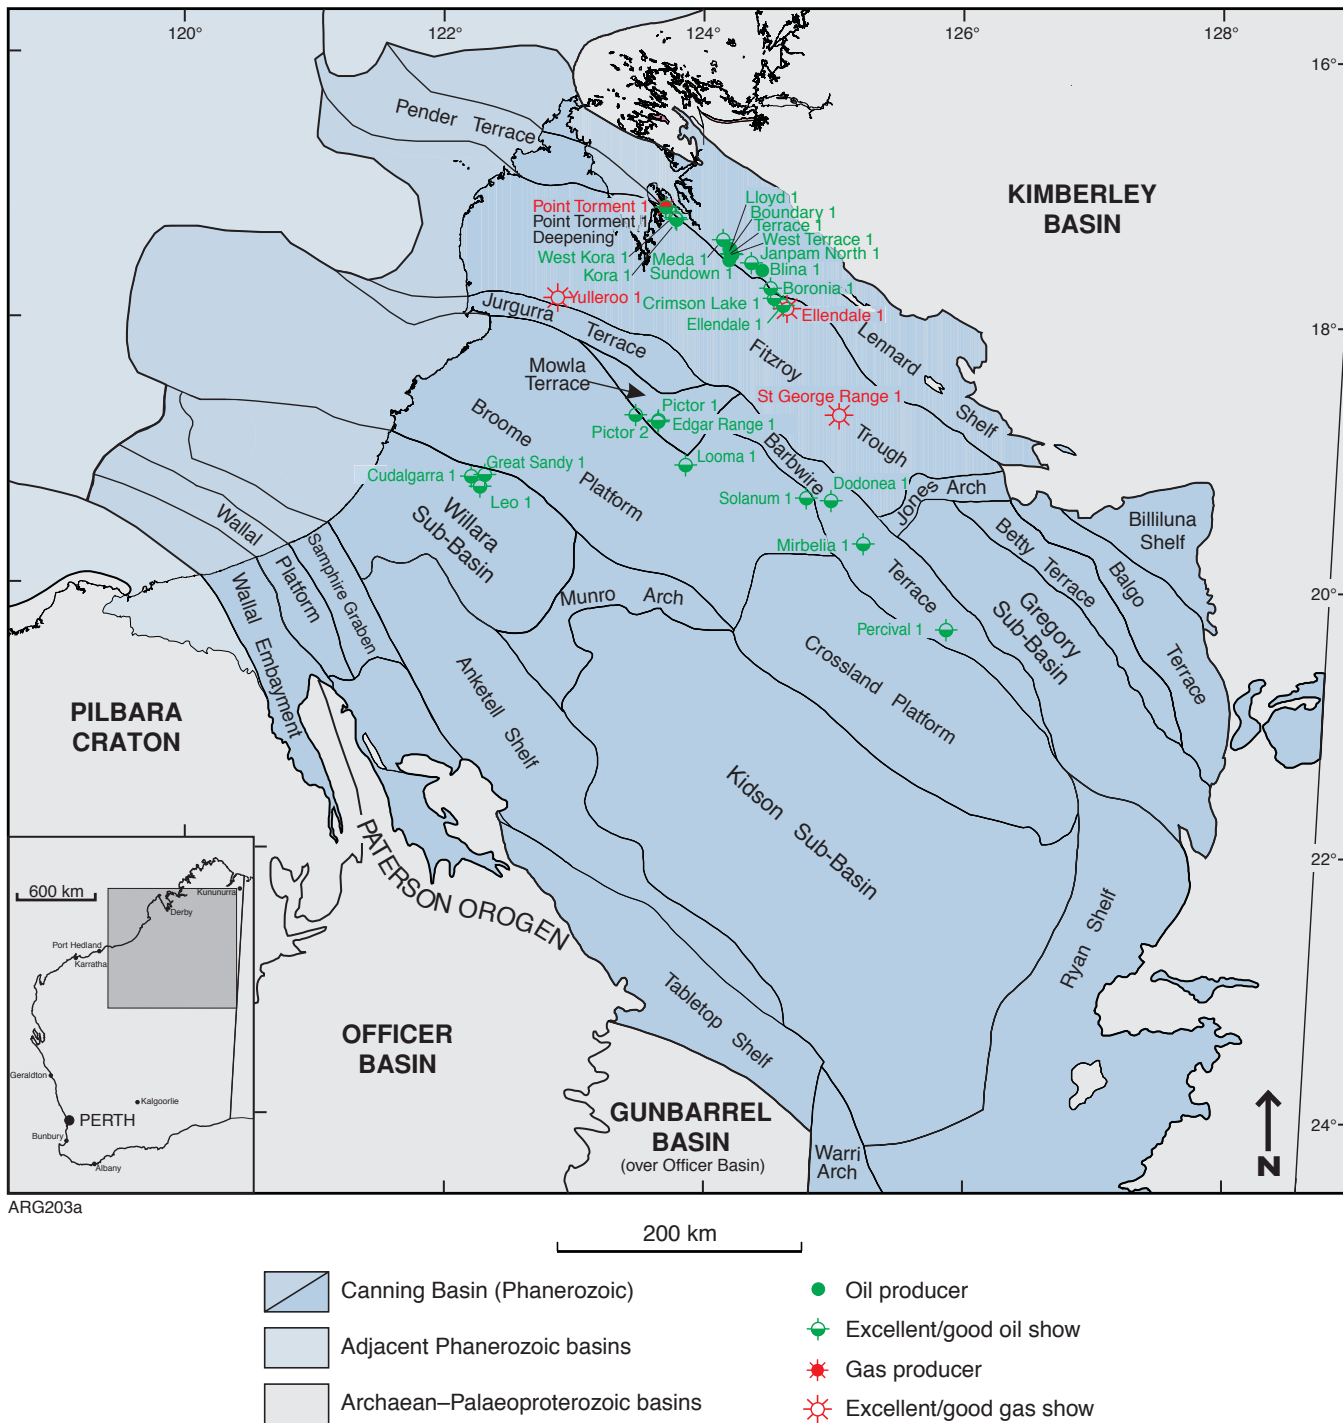 120°
122°
124°
126°
128°
16°
18°
20°
22°
24°
Pender Terrace
KIMBERLEY
BASIN
Point Torment 1
Point Torment 1
Deepening
West Kora 1
Kora 1
Lloyd 1
Boundary 1
Terrace 1
West Terrace 1
Janpam North 1
Meda 1
Sundown 1
Blina 1
Boronia 1
Crimson Lake 1
Ellendale 1
Ellendale 1
Yulleroo 1
Jurgurra Terrace
Fitzroy Trough
Lennard Shelf
Mowla
Terrace
St George Range 1
Pictor 1
Edgar Range 1
Pictor 2
Broome Platform
Looma 1
Barbwire Terrace
Great Sandy 1
Cudalgarra 1
Leo 1
Dodonea 1
Solanum 1
Mirbelia 1
Jones Arch
Billiluna
Shelf
Betty Terrace
Balgo Terrace
Gregory
Sub-Basin
Willara
Sub-Basin
Wallal Platform
Samphire Graben
Wallal Embayment
Munro Arch
Percival 1
Crossland Platform
Anketell Shelf
PILBARA
CRATON
Kidson Sub-Basin
PATERSON OROGEN
Ryan Shelf
Tabletop Shelf
OFFICER
BASIN
GUNBARREL
BASIN
(over Officer Basin)
Warri
Arch
N
600 km
Kununurra
Derby
Port Hedland
Karratha
Geraldton
Kalgoorlie
PERTH
Bunbury
Albany
ARG203a
200 km
Canning Basin (Phanerozoic)
Adjacent Phanerozoic basins
Archaean–Palaeoproterozoic basins
Oil producer
Excellent/good oil show
Gas producer
Excellent/good gas show